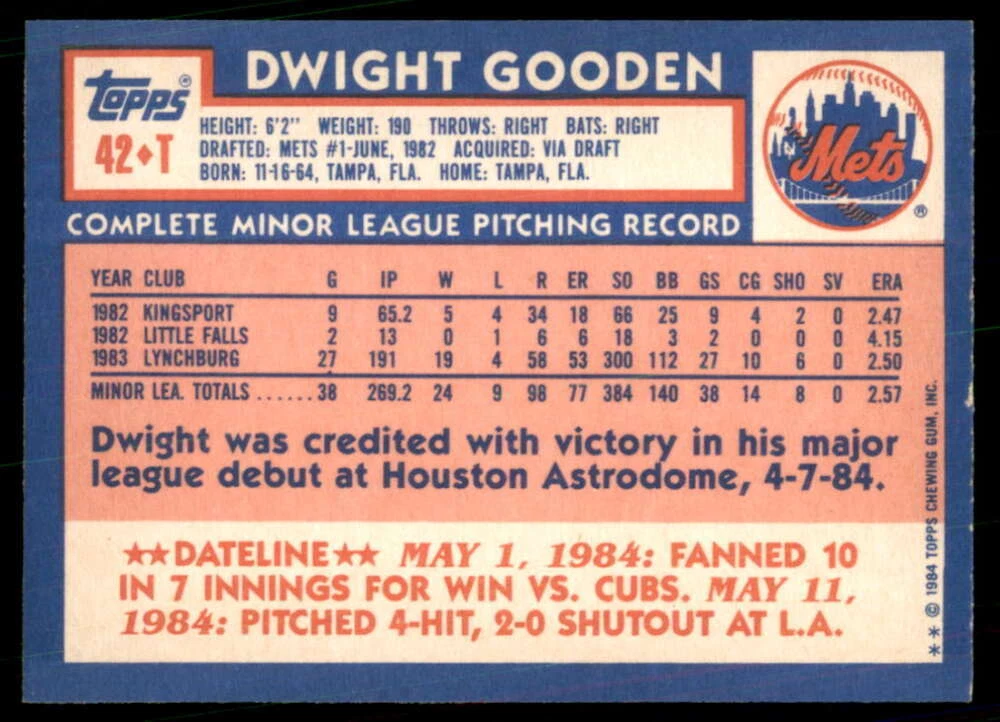 DWIGHT GOODEN
Topps®
42♦T
HEIGHT: 6'2" WEIGHT: 190 THROWS: RIGHT BATS: RIGHT
DRAFTED: METS #1-JUNE, 1982 ACQUIRED: VIA DRAFT
BORN: 11-16-64, TAMPA, FLA. HOME: TAMPA, FLA.
Mets
®
COMPLETE MINOR LEAGUE PITCHING RECORD
YEAR CLUB G IP W L R ER SO BB GS CG SHO SV ERA
1982 KINGSPORT 9 65.2 5 4 34 18 66 25 9 4 2 0 2.47
1982 LITTLE FALLS 2 13 0 1 6 6 18 3 2 0 0 0 4.15
1983 LYNCHBURG 27 191 19 4 58 53 300 112 27 10 6 0 2.50
MINOR LEA. TOTALS ...... 38 269.2 24 9 98 77 384 140 38 14 8 0 2.57
Dwight was credited with victory in his major
league debut at Houston Astrodome, 4-7-84.
★★DATELINE★★ MAY 1, 1984: FANNED 10
IN 7 INNINGS FOR WIN VS. CUBS. MAY 11,
1984: PITCHED 4-HIT, 2-0 SHUTOUT AT L.A.
** © 1984 TOPPS CHEWING GUM, INC.